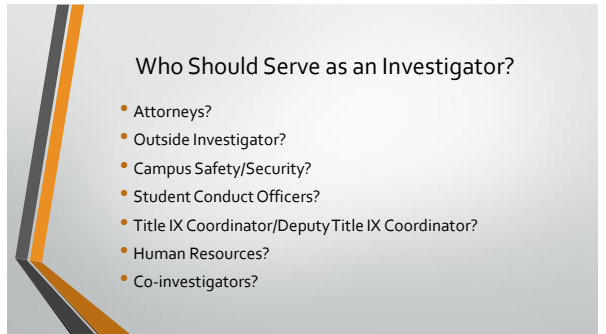 Who Should Serve as an Investigator?
• Attorneys?
• Outside Investigator?
• Campus Safety/Security?
• Student Conduct Officers?
• Title IX Coordinator/Deputy Title IX Coordinator?
• Human Resources?
• Co-investigators?